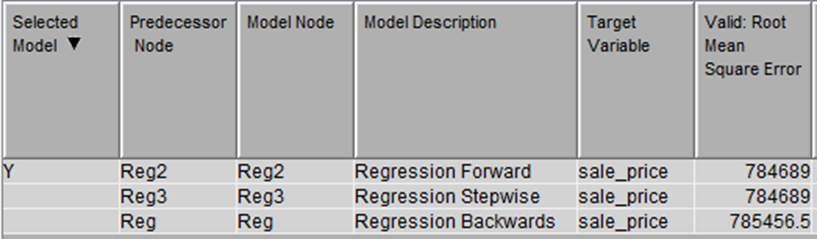 Selected Model ▼ Predecessor Node Model Node Model Description Target Variable Valid: Root Mean Square Error
Y Reg2 Reg2 Regression Forward sale_price 784689
Reg3 Reg3 Regression Stepwise sale_price 784689
Reg Reg Regression Backwards sale_price 785456.5